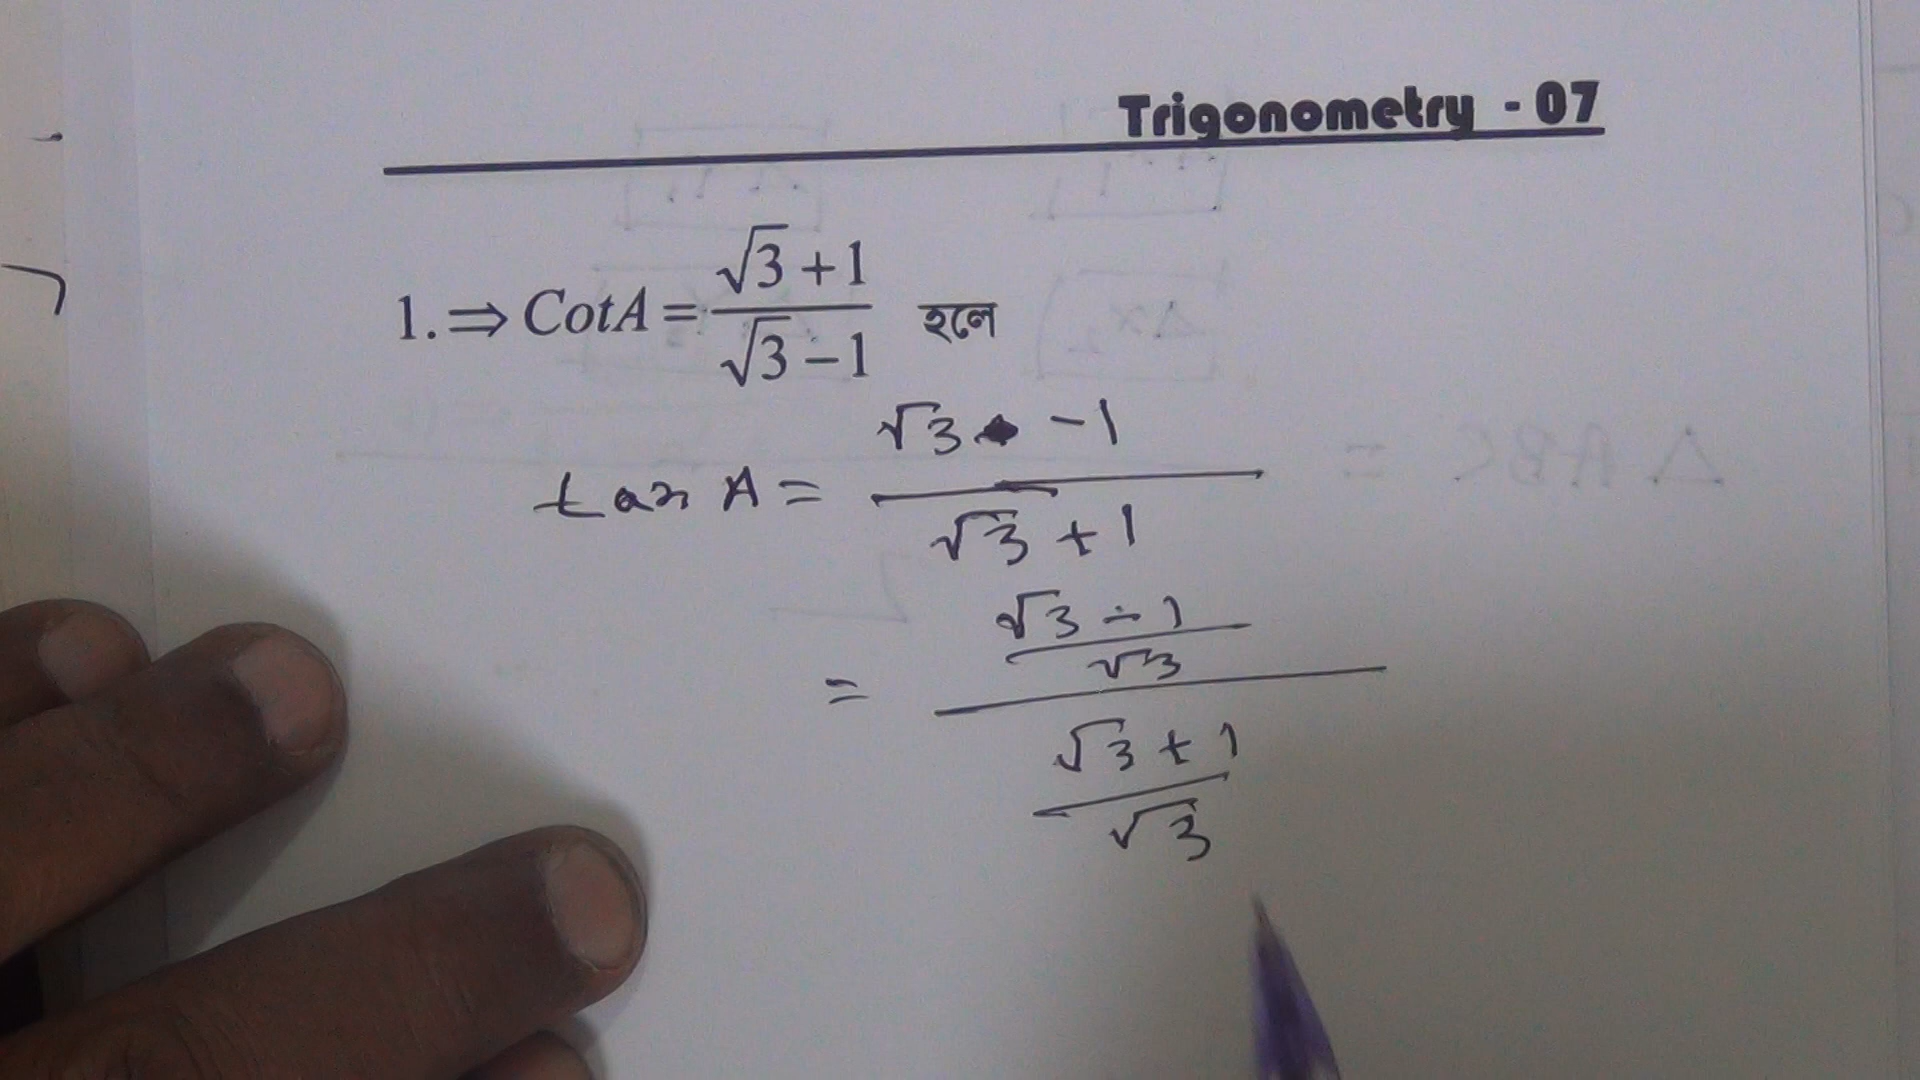 Trigonometry - 07
1.⇒ CotA = (√3 + 1)/(√3 − 1) হলে
tan A = (√3 − 1)/(√3 + 1)
= ((√3 − 1)/√3)/((√3 + 1)/√3)
Δ ABC =